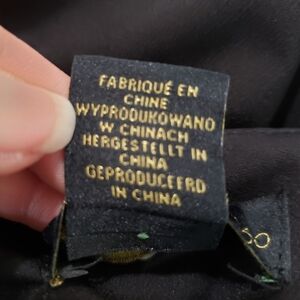 FABRIQUÉ EN
CHINE
WYPRODUKOWANO
W CHINACH
HERGESTELLT IN
CHINA
GEPRODUCEERD
IN CHINA